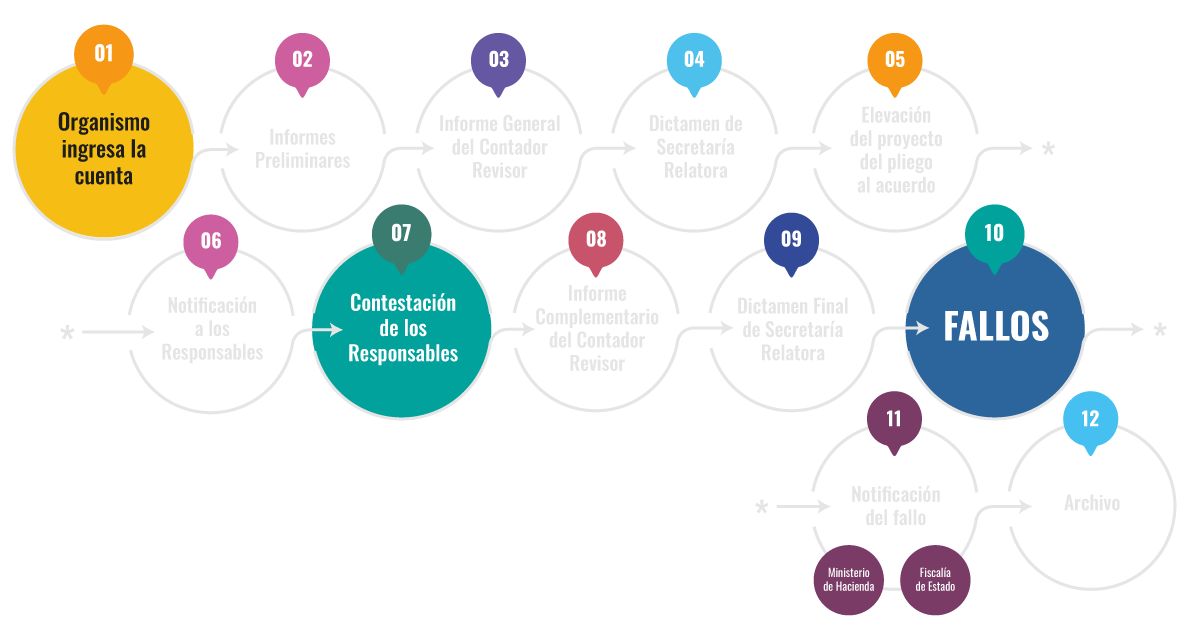 01
Organismo
ingresa la
cuenta
02
Informes
Preliminares
03
Informe General
del Contador
Revisor
04
Dictamen de
Secretaría
Relatora
05
Elevación
del proyecto
del pliego
al acuerdo
*
*
06
Notificación
a los
Responsables
07
Contestación
de los
Responsables
08
Informe
Complementario
del Contador
Revisor
09
Dictamen Final
de Secretaría
Relatora
10
FALLOS
*
*
11
Notificación
del fallo
Ministerio
de Hacienda
Fiscalía
de Estado
12
Archivo